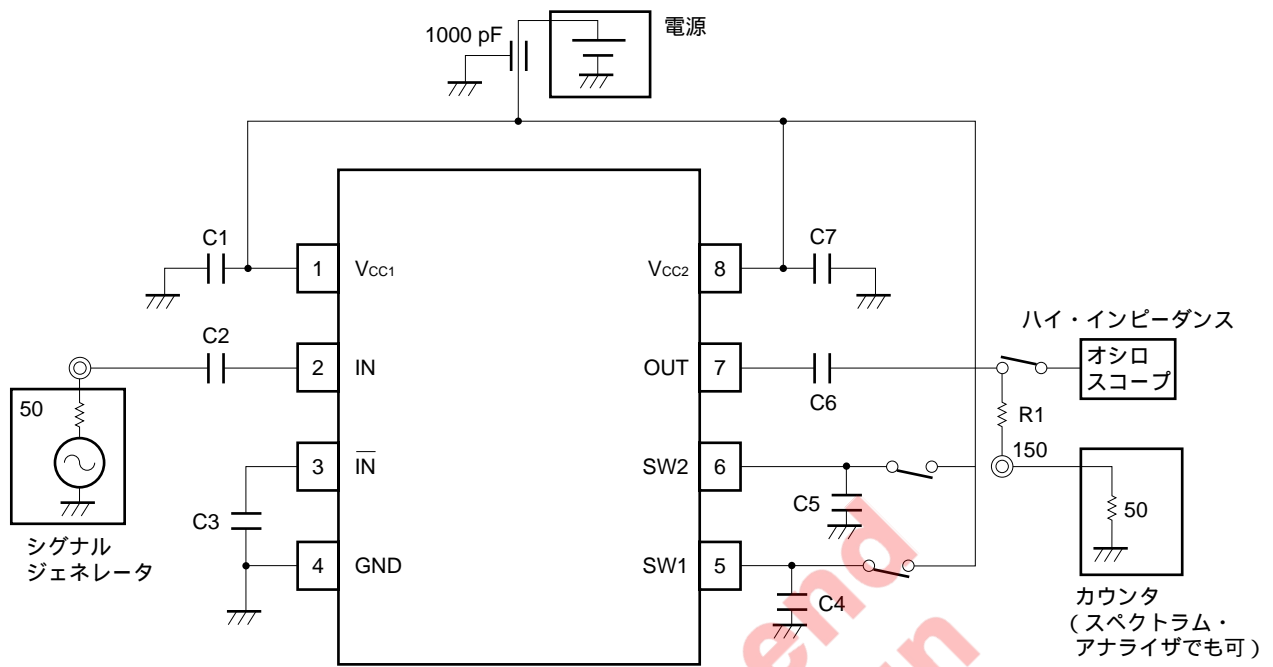 電源
1000 pF
C1
C7
1
VCC1
VCC2
8
ハイ・インピーダンス
C2
2
IN
OUT
7
C6
オシロ
スコープ
50
R1
150
3
IN
SW2
6
C3
C5
50
シグナル
ジェネレータ
4
GND
SW1
5
C4
カウンタ
(スペクトラム・
アナライザでも可)
end